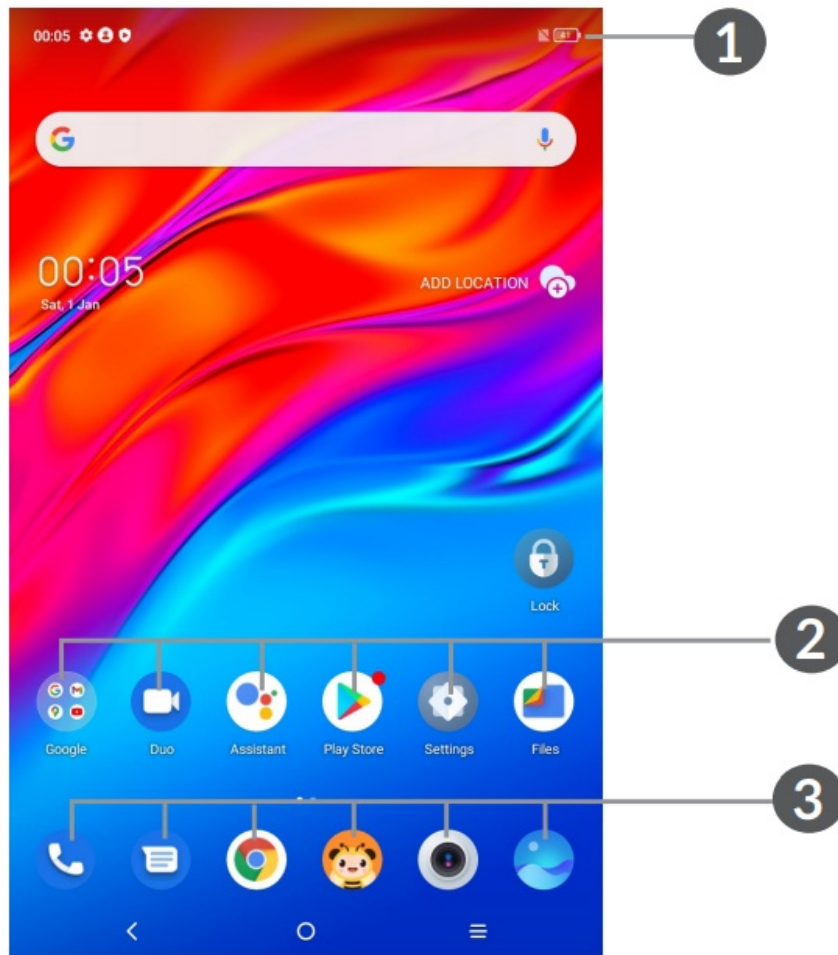 00:05
41
1
00:05
Sat, 1 Jan
ADD LOCATION
Lock
2
Google
Duo
Assistant
Play Store
Settings
Files
3